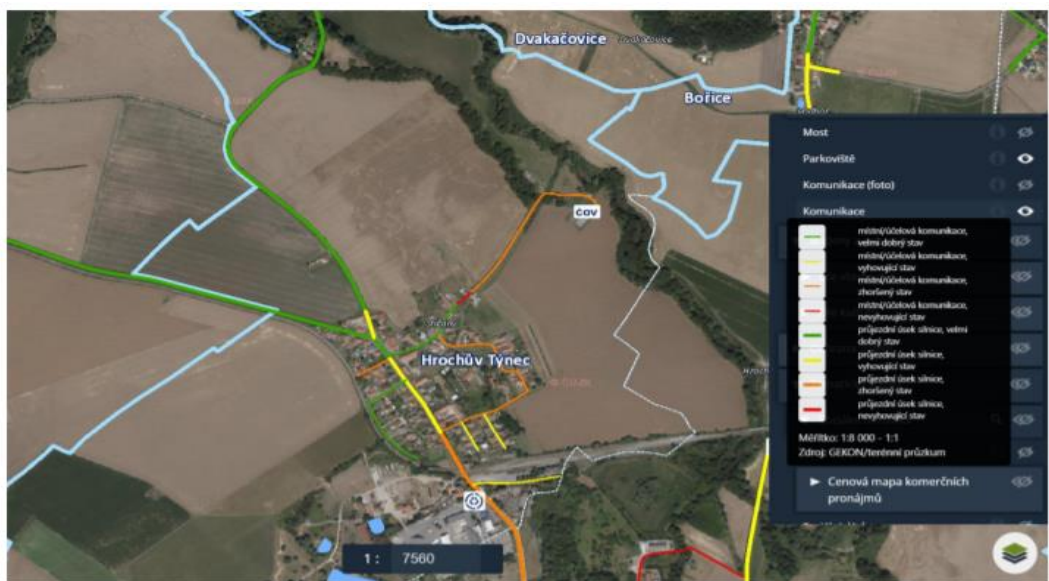 Dvakačovice
Dvakačovice
Bořice
Most
Parkoviště
Komunikace (foto)
Komunikace
ČOV
místní/účelová komunikace,
velmi dobrý stav
místní/účelová komunikace,
vyhovující stav
místní/účelová komunikace,
zhoršený stav
místní/účelová komunikace,
nevyhovující stav
průjezdní úsek silnice, velmi
dobrý stav
průjezdní úsek silnice,
vyhovující stav
průjezdní úsek silnice,
zhoršený stav
průjezdní úsek silnice,
nevyhovující stav
Hrochův Týnec
Měřítko: 1:8 000 - 1:1
Zdroj: GEKON/terénní průzkum
Cenová mapa komerčních
pronájmů
1 : 7560